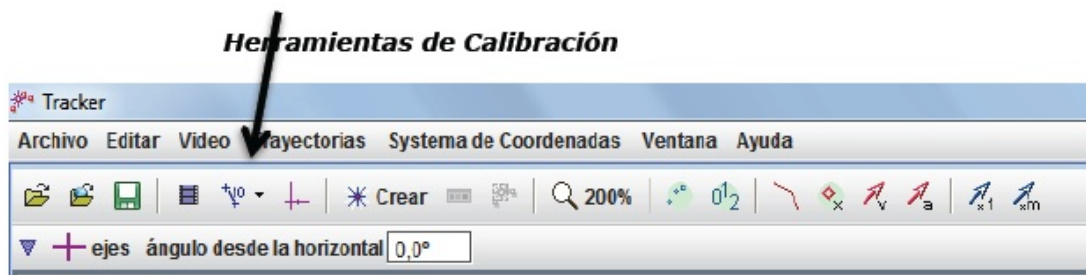 Herramientas de Calibración
Tracker
Archivo Editar Video Trayectorias Systema de Coordenadas Ventana Ayuda
Crear 200%
ejes ángulo desde la horizontal 0,0°